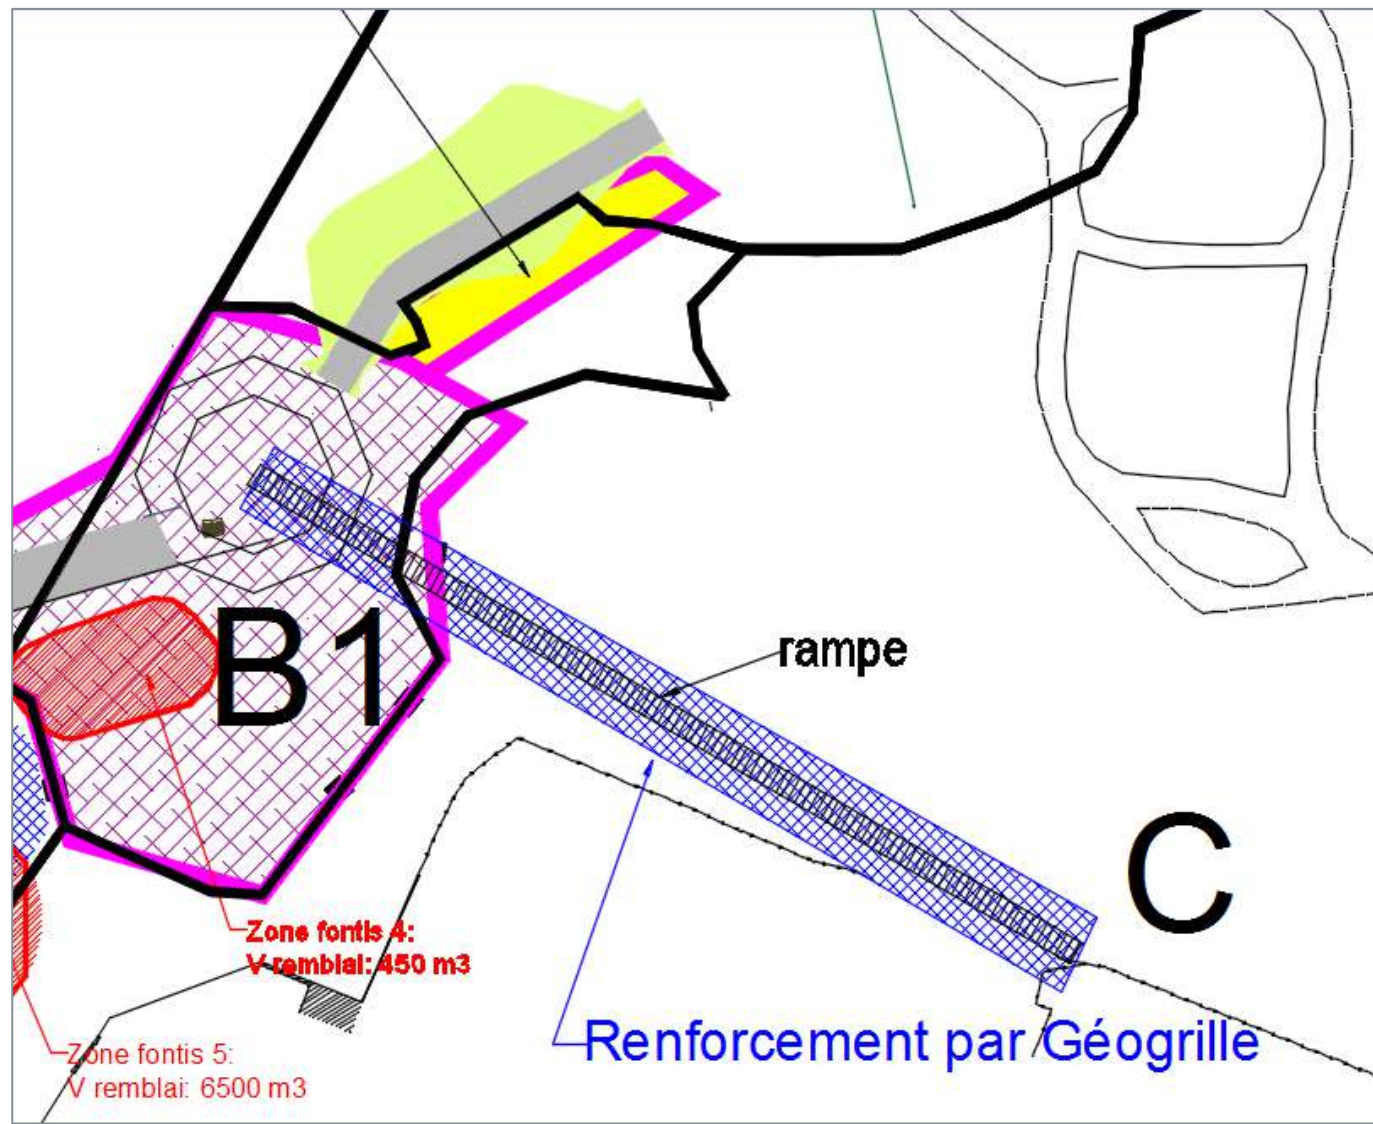 B1
rampe
C
Zone fontis 4:
V remblai: 450 m3
Renforcement par Géogrille
Zone fontis 5:
V remblai: 6500 m3